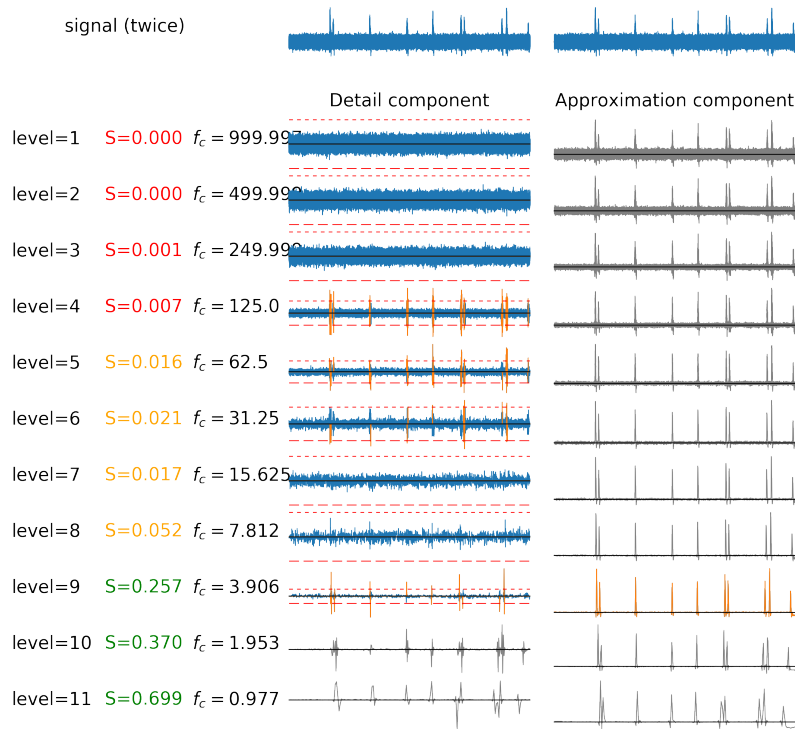 signal (twice)
Detail component Approximation component
level=1 S=0.000 f_c = 999.997
level=2 S=0.000 f_c = 499.999
level=3 S=0.001 f_c = 249.999
level=4 S=0.007 f_c = 125.0
level=5 S=0.016 f_c = 62.5
level=6 S=0.021 f_c = 31.25
level=7 S=0.017 f_c = 15.625
level=8 S=0.052 f_c = 7.812
level=9 S=0.257 f_c = 3.906
level=10 S=0.370 f_c = 1.953
level=11 S=0.699 f_c = 0.977